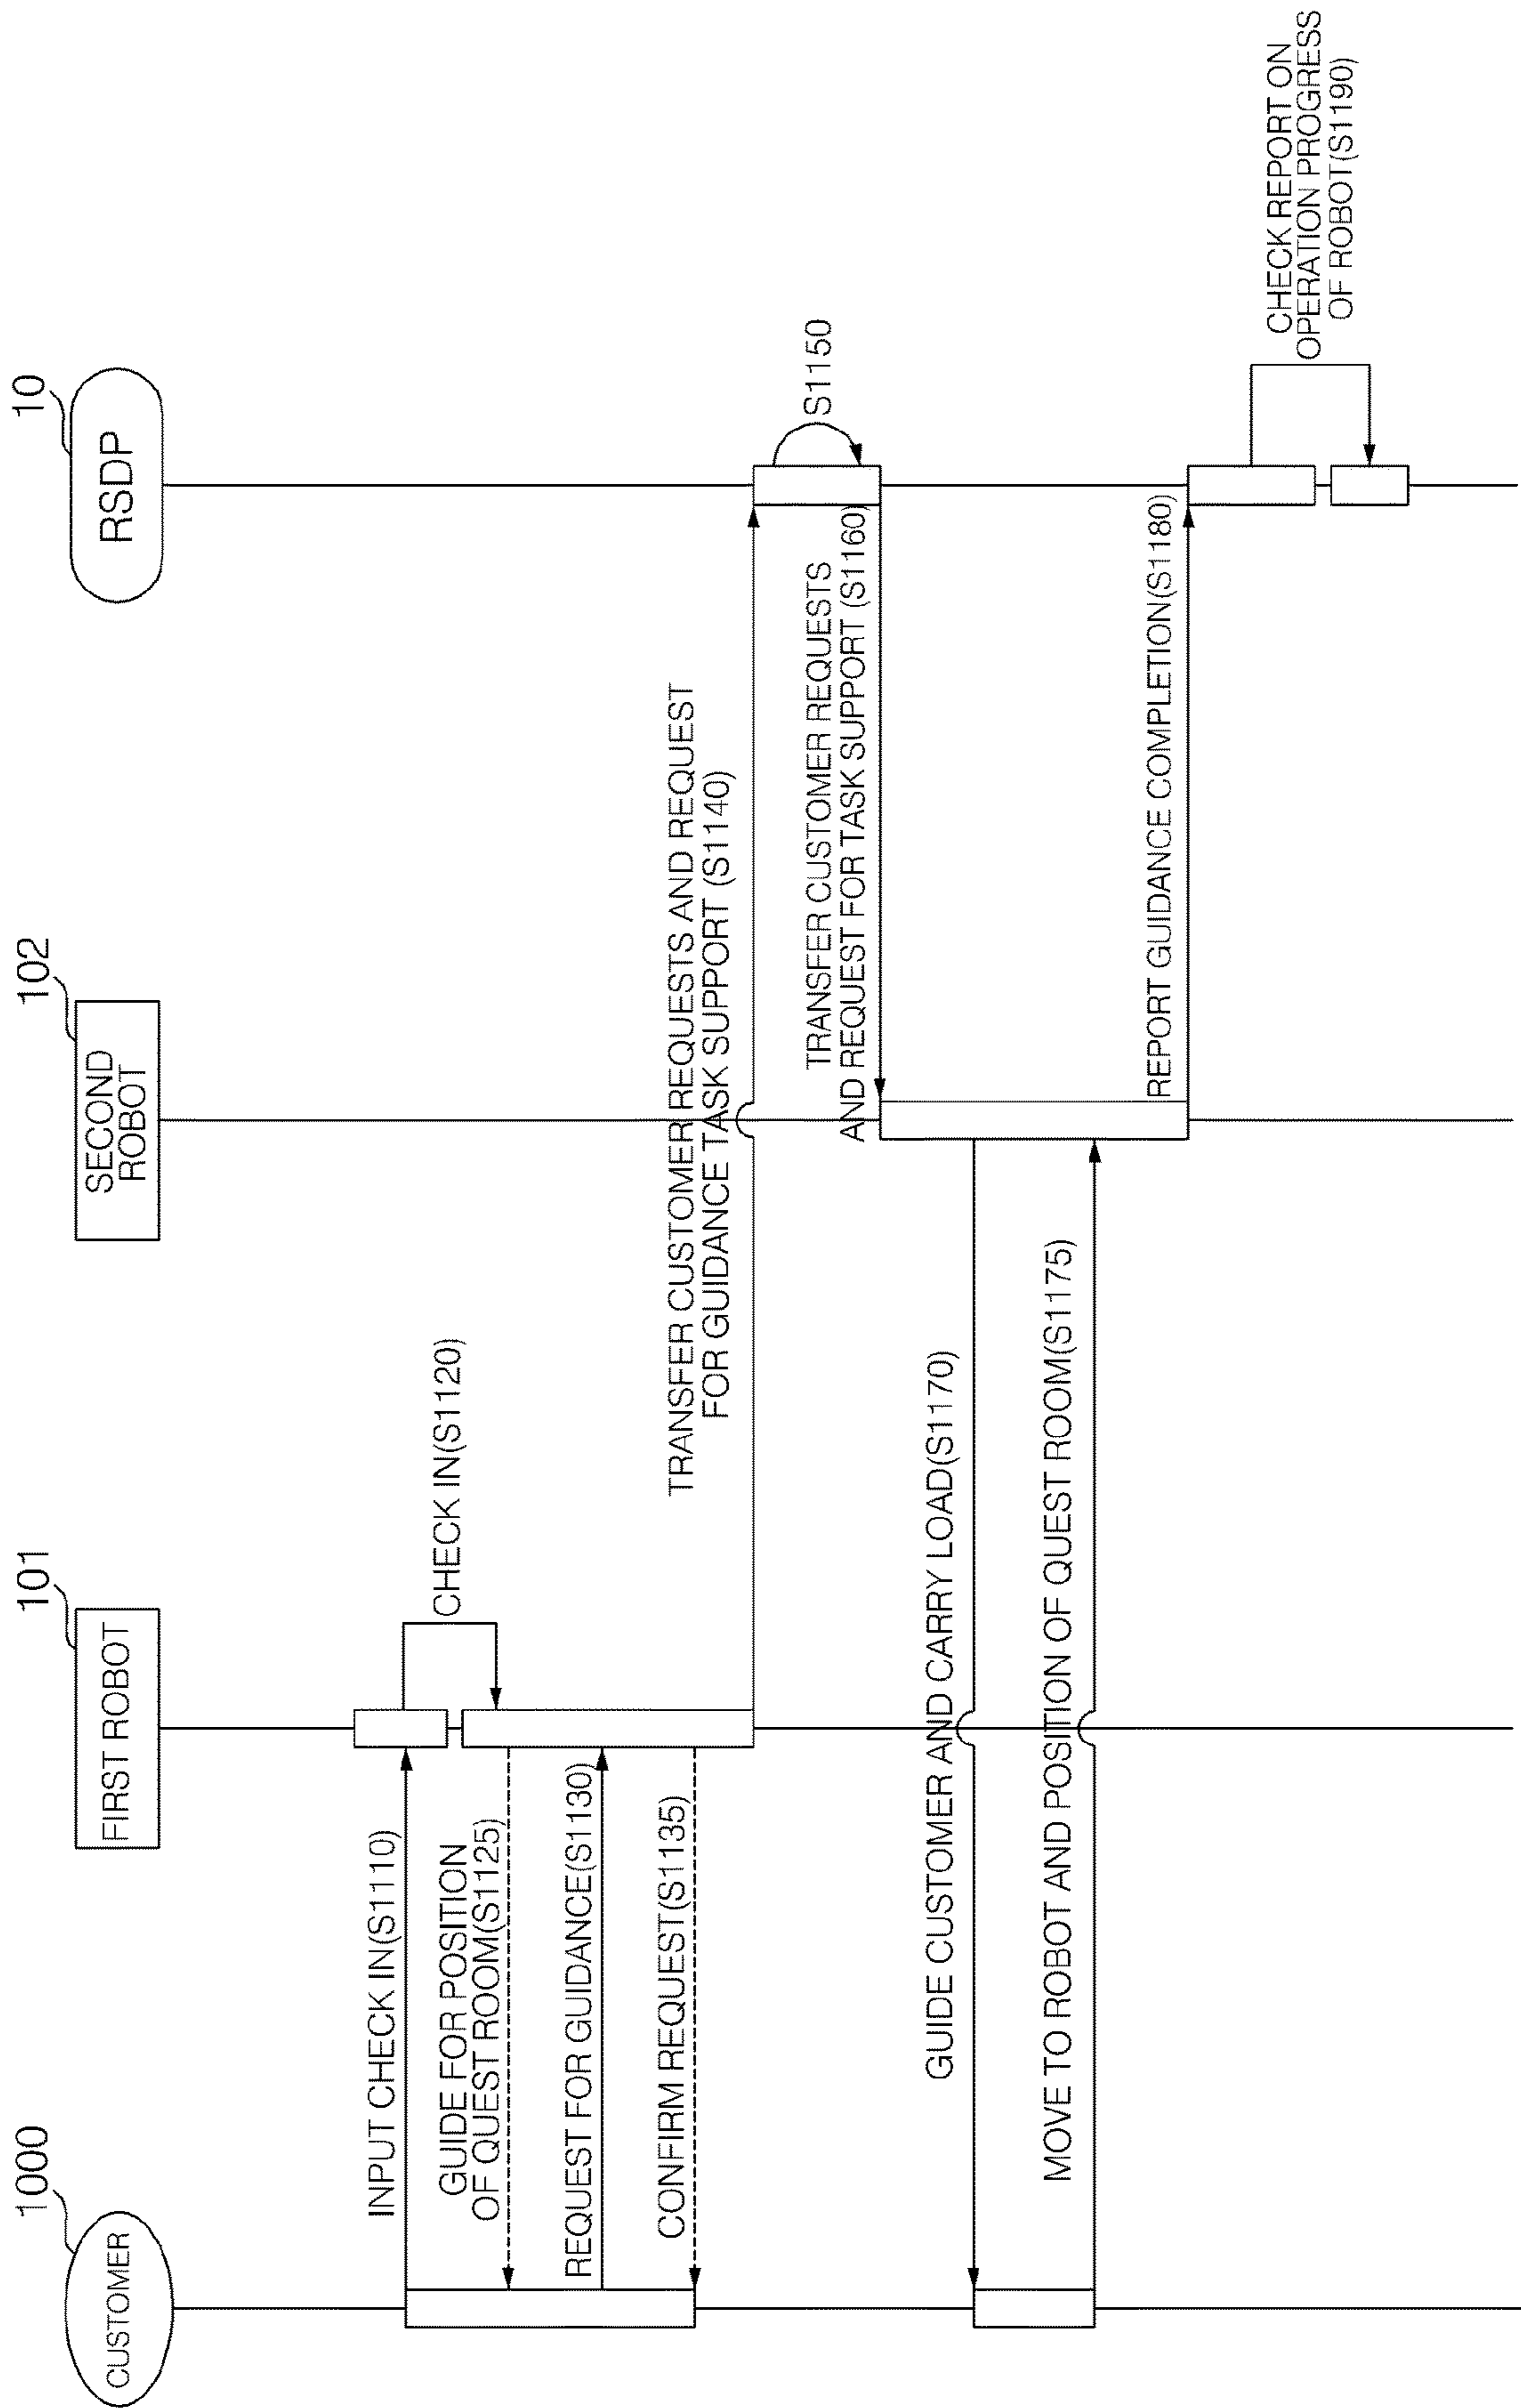 1000
CUSTOMER
101
FIRST ROBOT
102
SECOND
ROBOT
10
RSDP
INPUT CHECK IN(S1110)
CHECK IN(S1120)
GUIDE FOR POSITION
OF QUEST ROOM(S1125)
REQUEST FOR GUIDANCE(S1130)
CONFIRM REQUEST(S1135)
TRANSFER CUSTOMER REQUESTS AND REQUEST
FOR GUIDANCE TASK SUPPORT (S1140)
S1150
TRANSFER CUSTOMER REQUESTS
AND REQUEST FOR TASK SUPPORT (S1160)
GUIDE CUSTOMER AND CARRY LOAD(S1170)
MOVE TO ROBOT AND POSITION OF QUEST ROOM(S1175)
REPORT GUIDANCE COMPLETION(S1180)
CHECK REPORT ON
OPERATION PROGRESS
OF ROBOT(S1190)